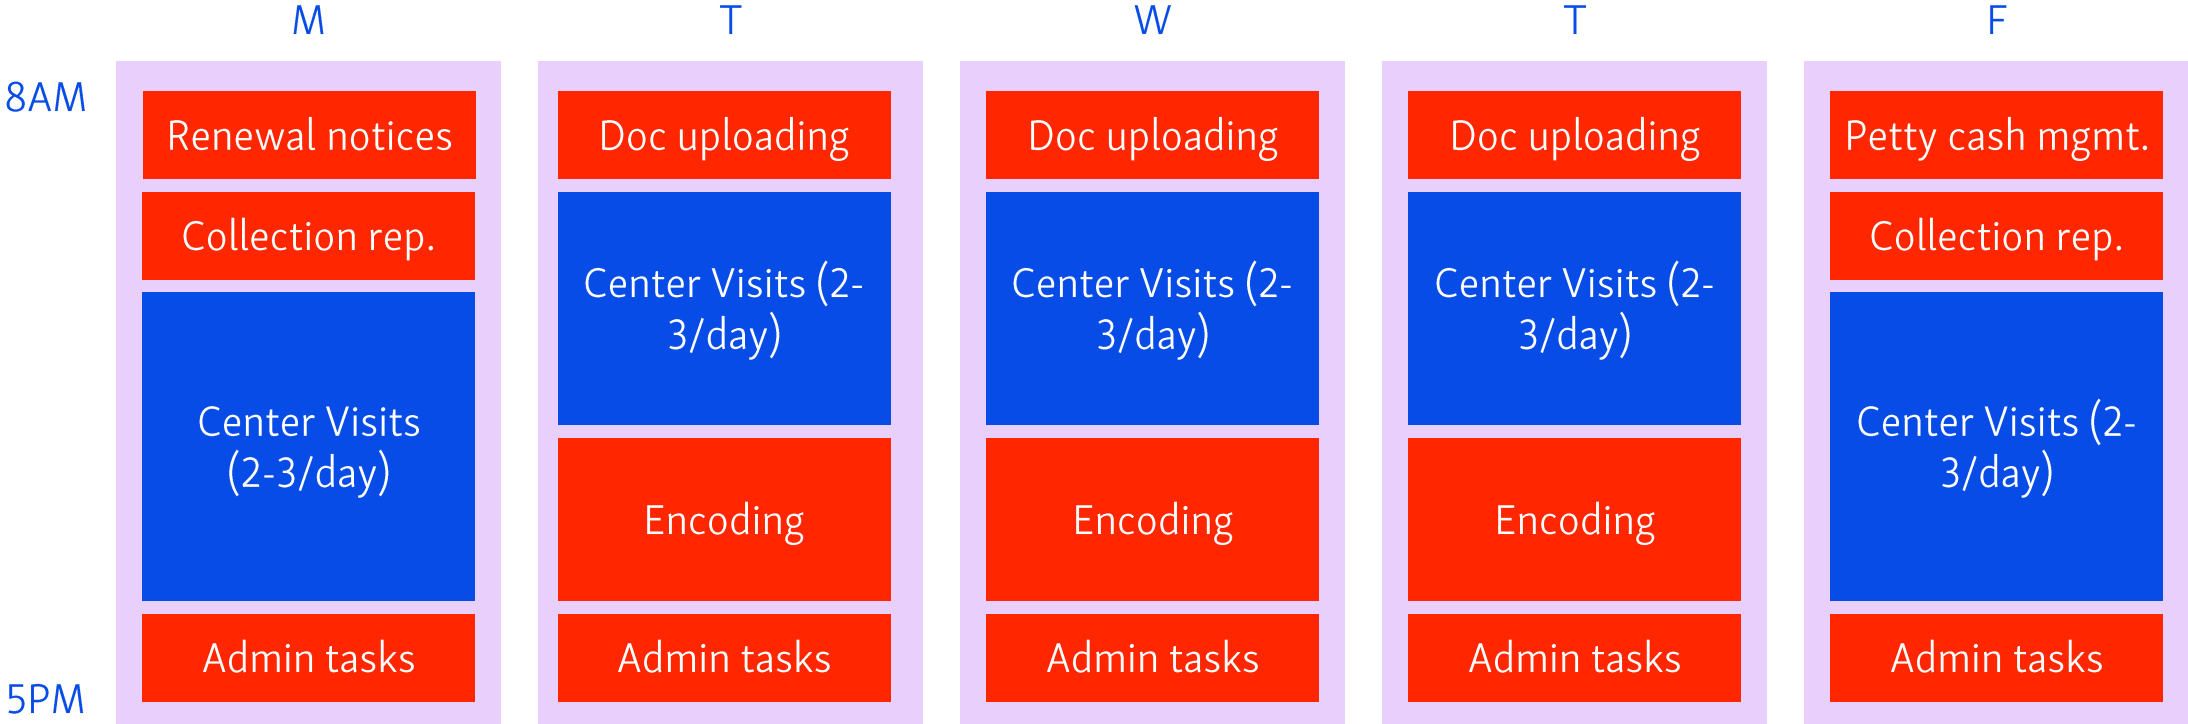 M
T
W
T
F
8AM
Renewal notices
Doc uploading
Doc uploading
Doc uploading
Petty cash mgmt.
Collection rep.
Center Visits (2-
3/day)
Center Visits (2-
3/day)
Center Visits (2-
3/day)
Collection rep.
Center Visits
(2-3/day)
Encoding
Encoding
Encoding
Center Visits (2-
3/day)
Admin tasks
Admin tasks
Admin tasks
Admin tasks
Admin tasks
5PM